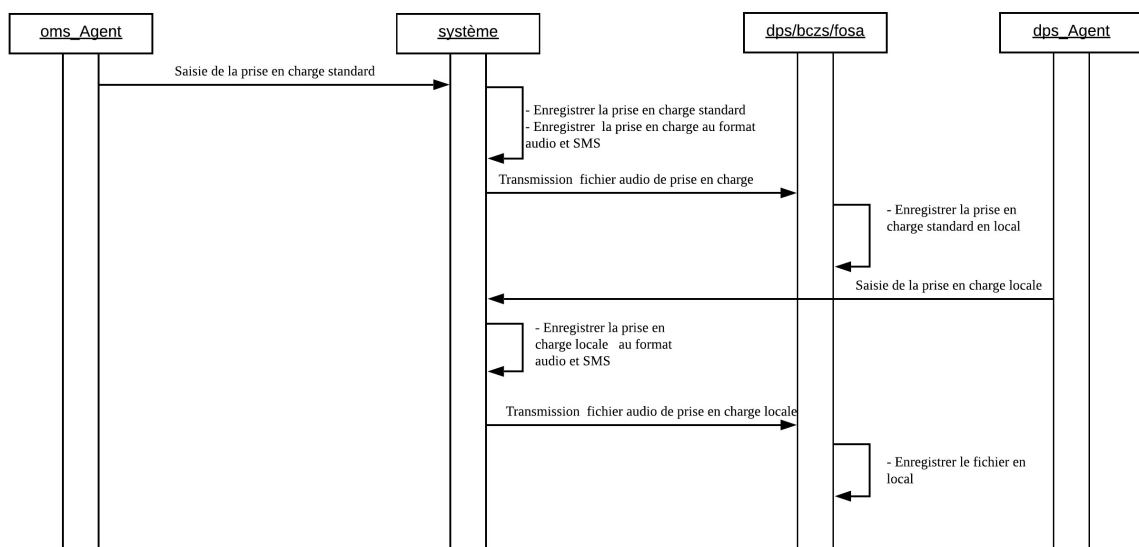 oms_Agent
système
dps/bczs/fosa
dps_Agent
Saisie de la prise en charge standard
- Enregistrer la prise en charge standard
- Enregistrer la prise en charge au format
audio et SMS
Transmission fichier audio de prise en charge
- Enregistrer la prise en
charge standard en local
Saisie de la prise en charge locale
- Enregistrer la prise en
charge locale au format
audio et SMS
Transmission fichier audio de prise en charge locale
- Enregistrer le fichier en
local